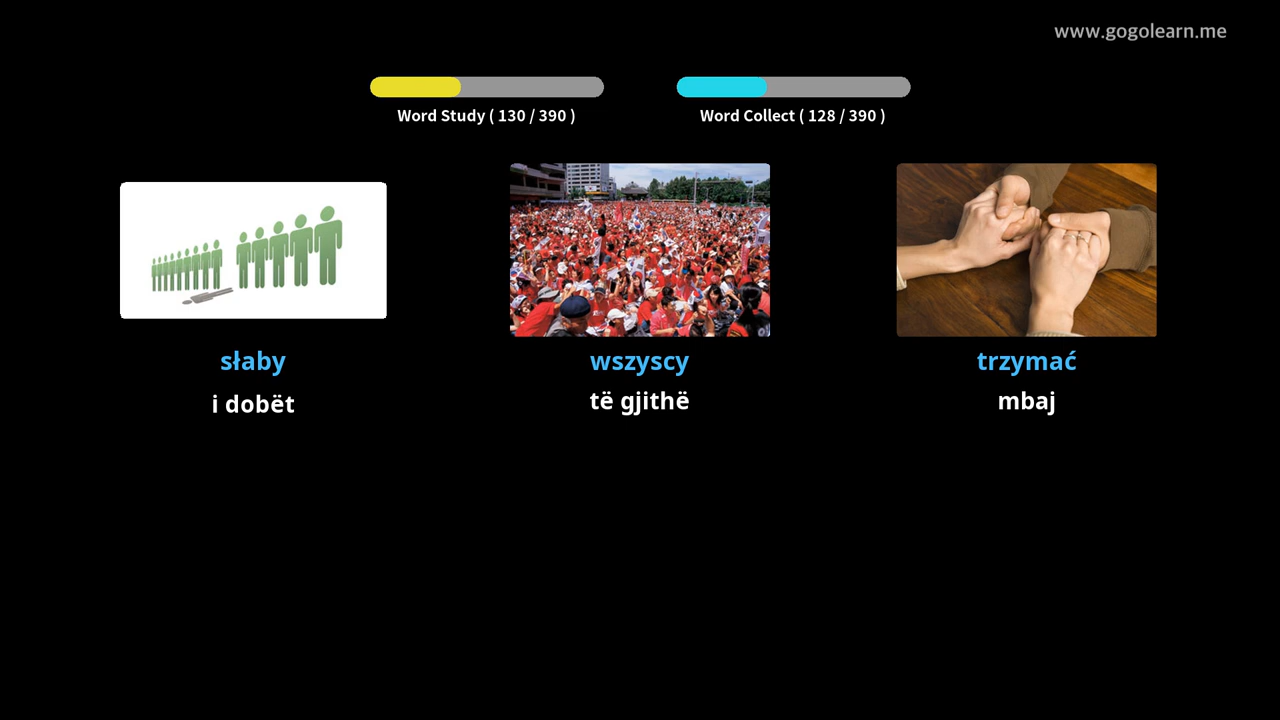 www.gogolearn.me
Word Study ( 130 / 390 )
Word Collect ( 128 / 390 )
słaby
wszyscy
trzymać
i dobët
të gjithë
mbaj